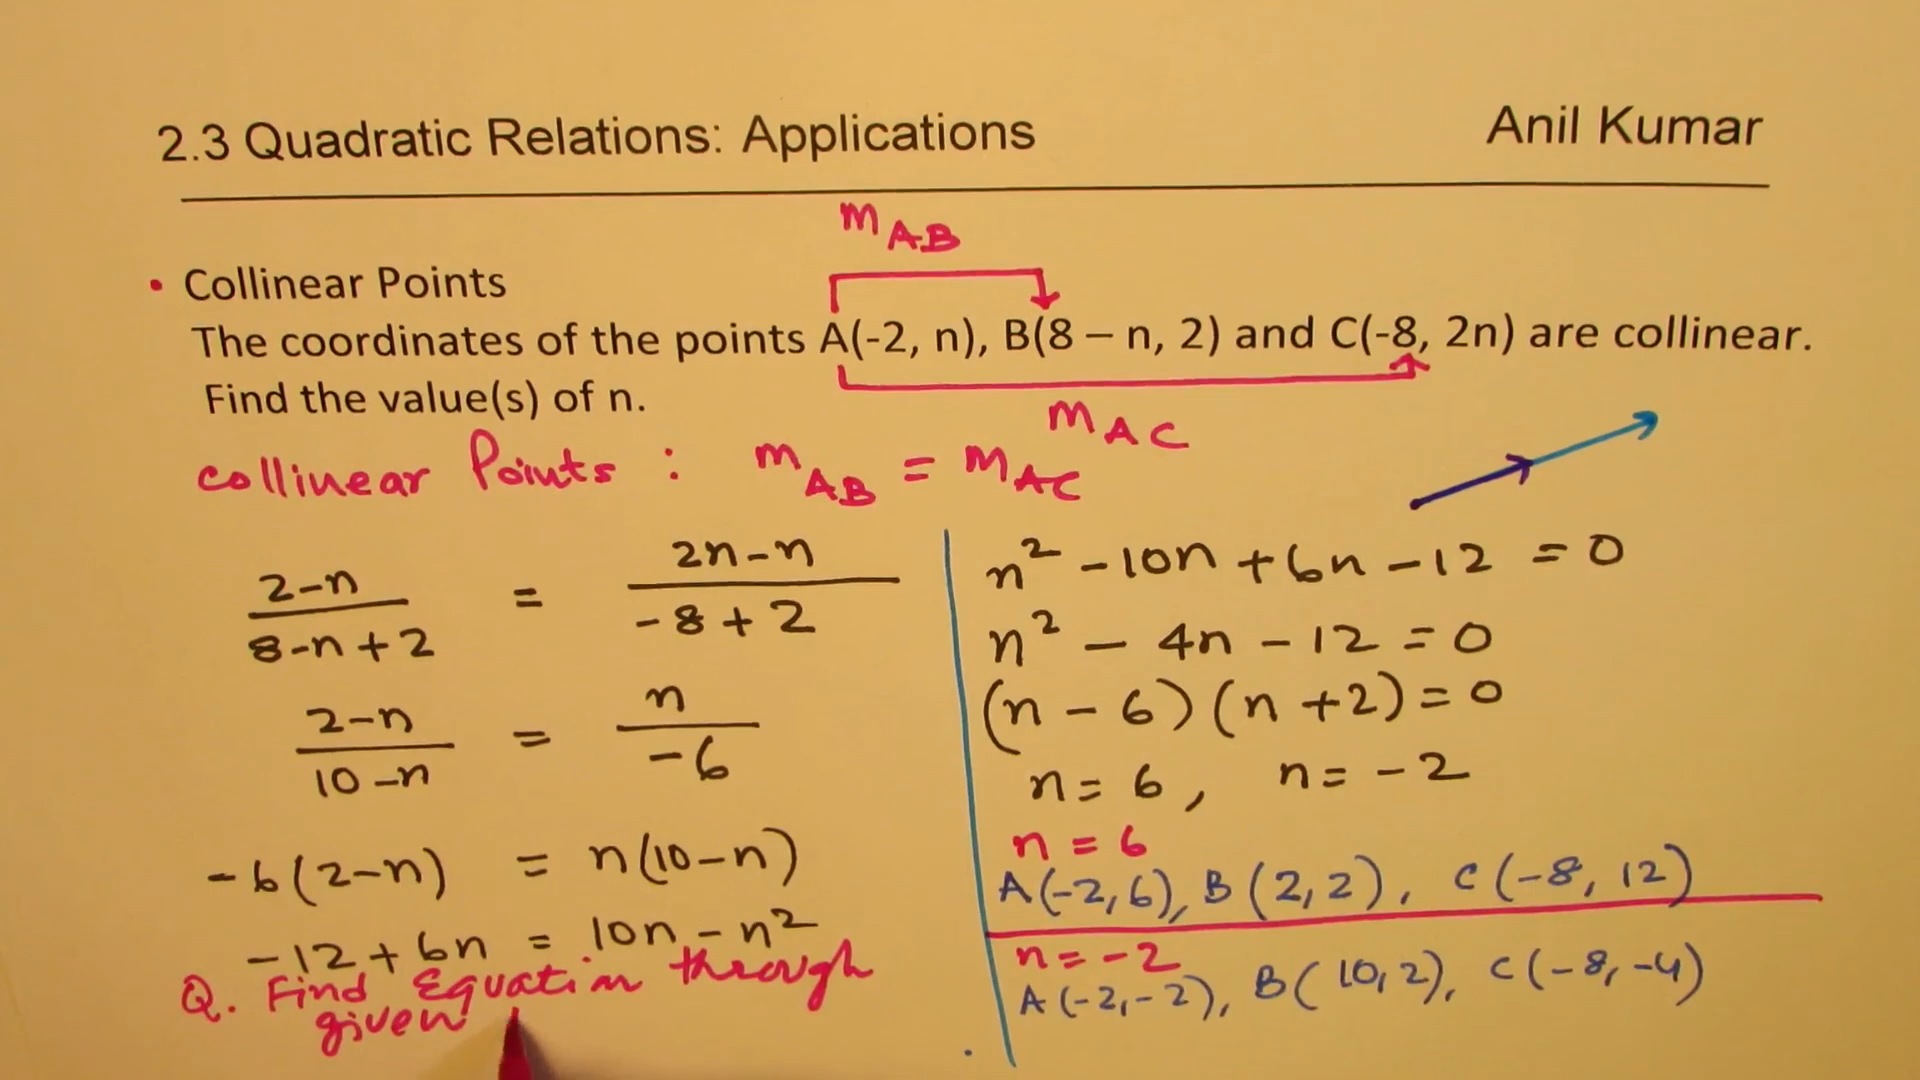 2.3 Quadratic Relations: Applications
Anil Kumar
m AB
• Collinear Points
The coordinates of the points A(-2, n), B(8 – n, 2) and C(-8, 2n) are collinear.
Find the value(s) of n.
m AC
collinear Points : m AB = m AC
2-n / 8-n+2 = 2n-n / -8+2
2-n / 10-n = n / -6
-6(2-n) = n(10-n)
-12+6n = 10n-n²
Q. Find Equation through
given
n² -10n +6n -12 = 0
n² - 4n - 12 = 0
(n - 6)(n +2) = 0
n = 6 , n = -2
n = 6
A(-2,6), B(2,2), C(-8, 12)
n = -2
A(-2,-2), B(10,2), C(-8,-4)